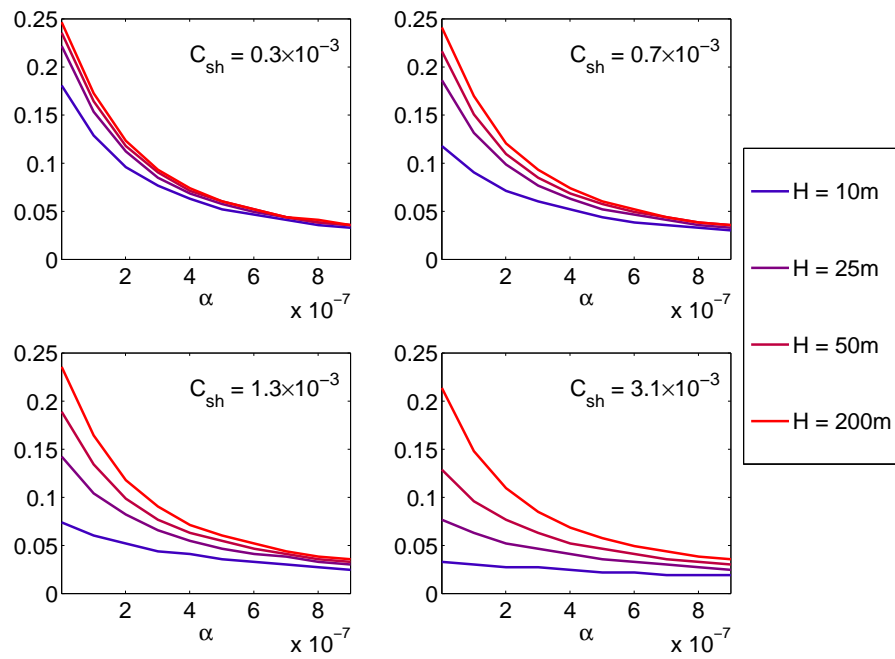 0.25
0.2
0.15
0.1
0.05
0
2 4 6 8
α
x 10⁻⁷
C_sh = 0.3×10⁻³
0.25
0.2
0.15
0.1
0.05
0
2 4 6 8
α
x 10⁻⁷
C_sh = 0.7×10⁻³
0.25
0.2
0.15
0.1
0.05
0
2 4 6 8
α
x 10⁻⁷
C_sh = 1.3×10⁻³
0.25
0.2
0.15
0.1
0.05
0
2 4 6 8
α
x 10⁻⁷
C_sh = 3.1×10⁻³
H = 10m
H = 25m
H = 50m
H = 200m